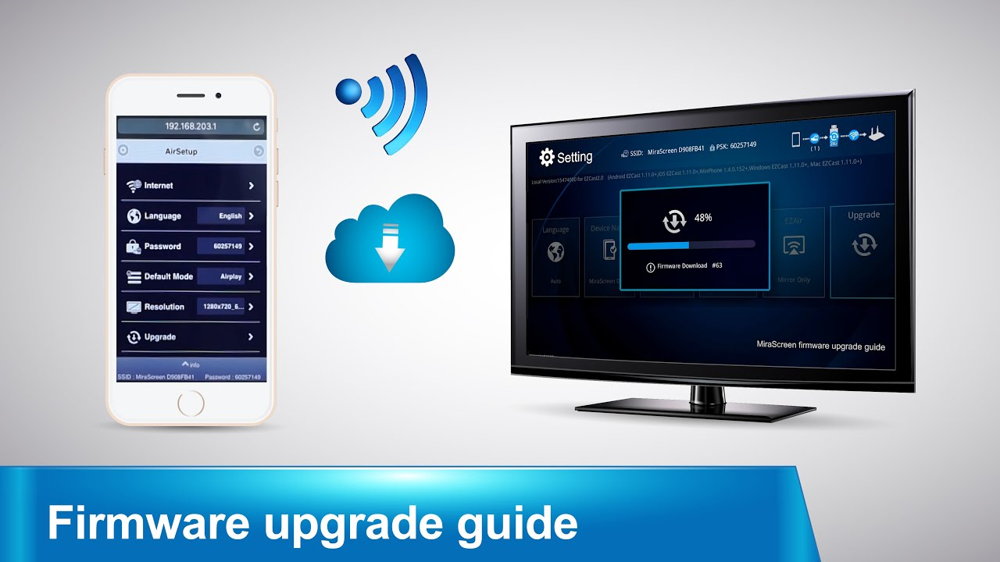 192.168.203.1
AirSetup
Internet
Language English
Password 60257149
Default Mode Airplay
Resolution 1280x720_6...
Upgrade
info
SSID : MiraScreen D908FB41 Password : 60257149
Setting SSID: MiraScreen D908FB41 PSK: 60257149
(1)
Local Version:15474000 for EZCast2.0 (Android EZCast 1.11.0+,iOS EZCast 1.11.0+,WinPhone 1.4.0.152+,Windows EZCast 1.11.0+, Mac EZCast 1.11.0+)
Language
Auto
Device Na
MiraScreen D
48%
Firmware Download #63
EZAir
Mirror Only
Upgrade
MiraScreen firmware upgrade guide
Firmware upgrade guide